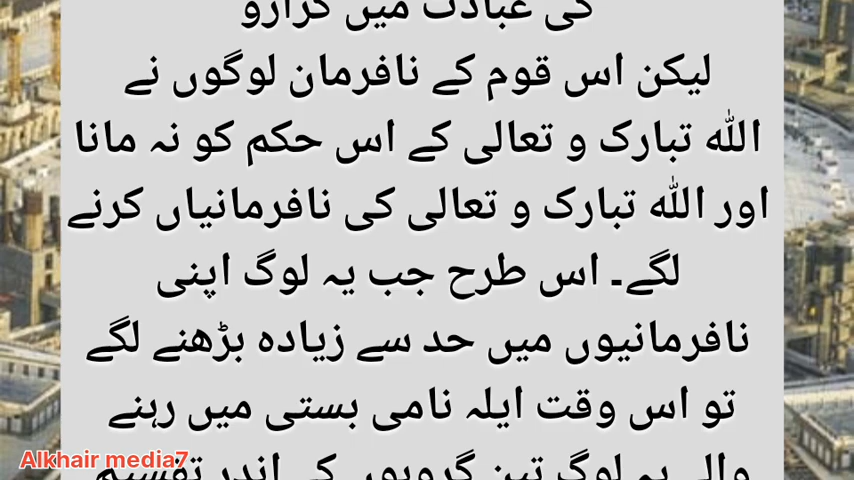 کی عبادت میں گزارو
لیکن اس قوم کے نافرمان لوگوں نے
اللہ تبارک و تعالی کے اس حکم کو نہ مانا
اور اللہ تبارک و تعالی کی نافرمانیاں کرنے
لگے۔ اس طرح جب یہ لوگ اپنی
نافرمانیوں میں حد سے زیادہ بڑھنے لگے
تو اس وقت ایلہ نامی بستی میں رہنے
والے یہ لوگ تین گروہوں کے اندر تقسیم
Alkhair media7